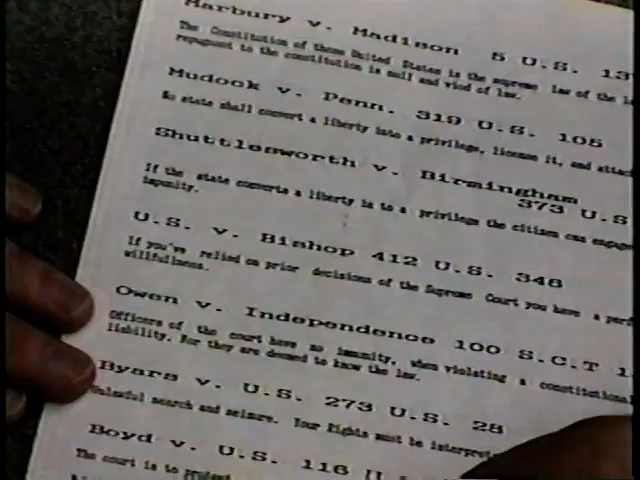 Marbury v. Madison 5 U.S. 13
The Constitution of these United States is the supreme law of the l
repugnant to the constitution is null and viod of law.
Mudook v. Penn. 319 U.S. 105
No state shall convert a liberty into a privilege, license it, and attac
Shuttlesworth v. Birmingham
373 U.S
If the state converts a liberty is to a privilege the citizen can engage
impunity.
U.S. v. Bishop 412 U.S. 348
If you've relied on prior decisions of the Supreme Court you have a perf
willfullness.
Owen v. Independence 100 S.C.T 1
Officers of the court have no immunity, when violating a constitutional
liability. For they are deemed to know the law.
Byars v. U.S. 273 U.S. 28
Unlawful search and seizure. Your Rights must be interpret
Boyd v. U.S. 116
The court is to protect